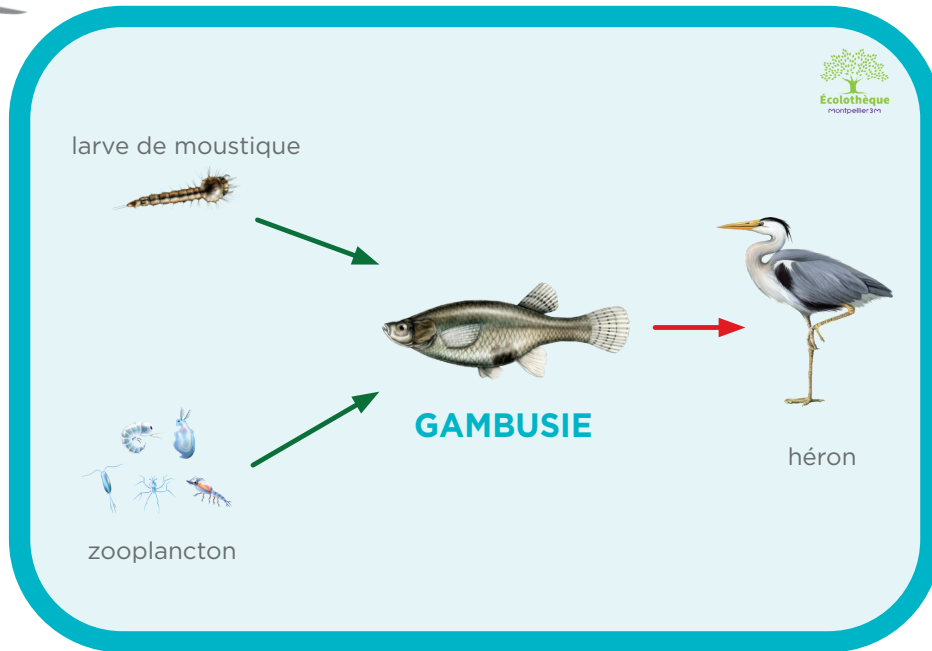 Écolothèque
Montpellier3m
larve de moustique
GAMBUSIE
héron
zooplancton